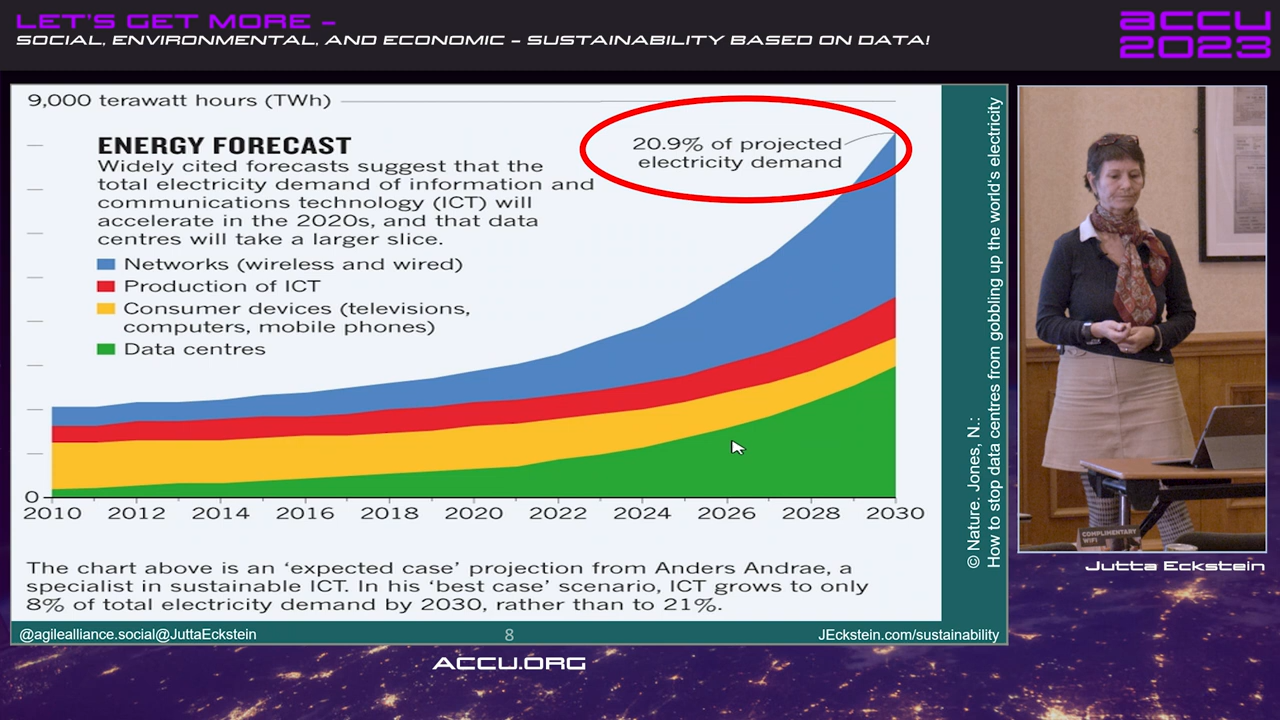 LET'S GET MORE –
SOCIAL, ENVIRONMENTAL, AND ECONOMIC – SUSTAINABILITY BASED ON DATA!
ACCU
2023
9,000 terawatt hours (TWh)
ENERGY FORECAST
Widely cited forecasts suggest that the
total electricity demand of information and
communications technology (ICT) will
accelerate in the 2020s, and that data
centres will take a larger slice.
Networks (wireless and wired)
Production of ICT
Consumer devices (televisions,
computers, mobile phones)
Data centres
20.9% of projected
electricity demand
0
2010 2012 2014 2016 2018 2020 2022 2024 2026 2028 2030
The chart above is an ‘expected case’ projection from Anders Andrae, a
specialist in sustainable ICT. In his ‘best case’ scenario, ICT grows to only
8% of total electricity demand by 2030, rather than to 21%.
© Nature. Jones, N.:
How to stop data centres from gobbling up the world's electricity
@agilealliance.social@JuttaEckstein
8
JEckstein.com/sustainability
COMPLIMENTARY
WIFI
Jutta Eckstein
ACCU.ORG